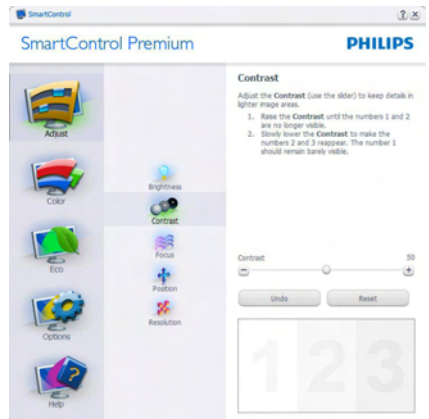 SmartControl
SmartControl Premium
PHILIPS
Adjust
Color
Eco
Options
Help
Brightness
Contrast
Focus
Position
Resolution
Contrast
Adjust the Contrast (use the slider) to keep details in
lighter image areas.
1. Raise the Contrast until the numbers 1 and 2
are no longer visible.
2. Slowly lower the Contrast to make the
numbers 2 and 3 reappear. The number 1
should remain barely visible.
Contrast 50
Undo Reset
1 2 3